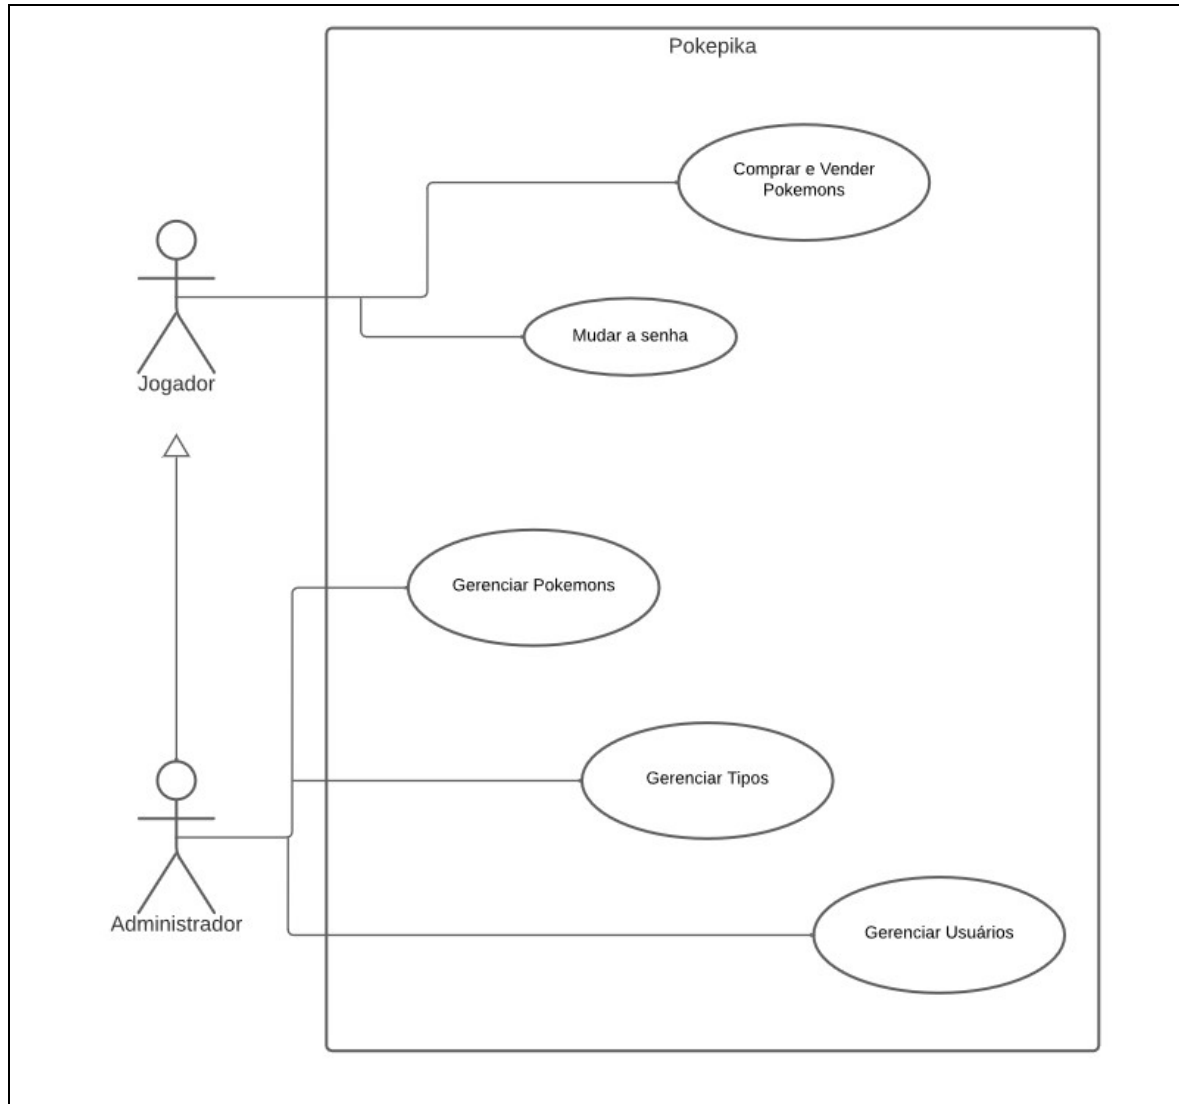 Pokepika
Comprar e Vender
Pokemons
Mudar a senha
Jogador
Gerenciar Pokemons
Gerenciar Tipos
Administrador
Gerenciar Usuários